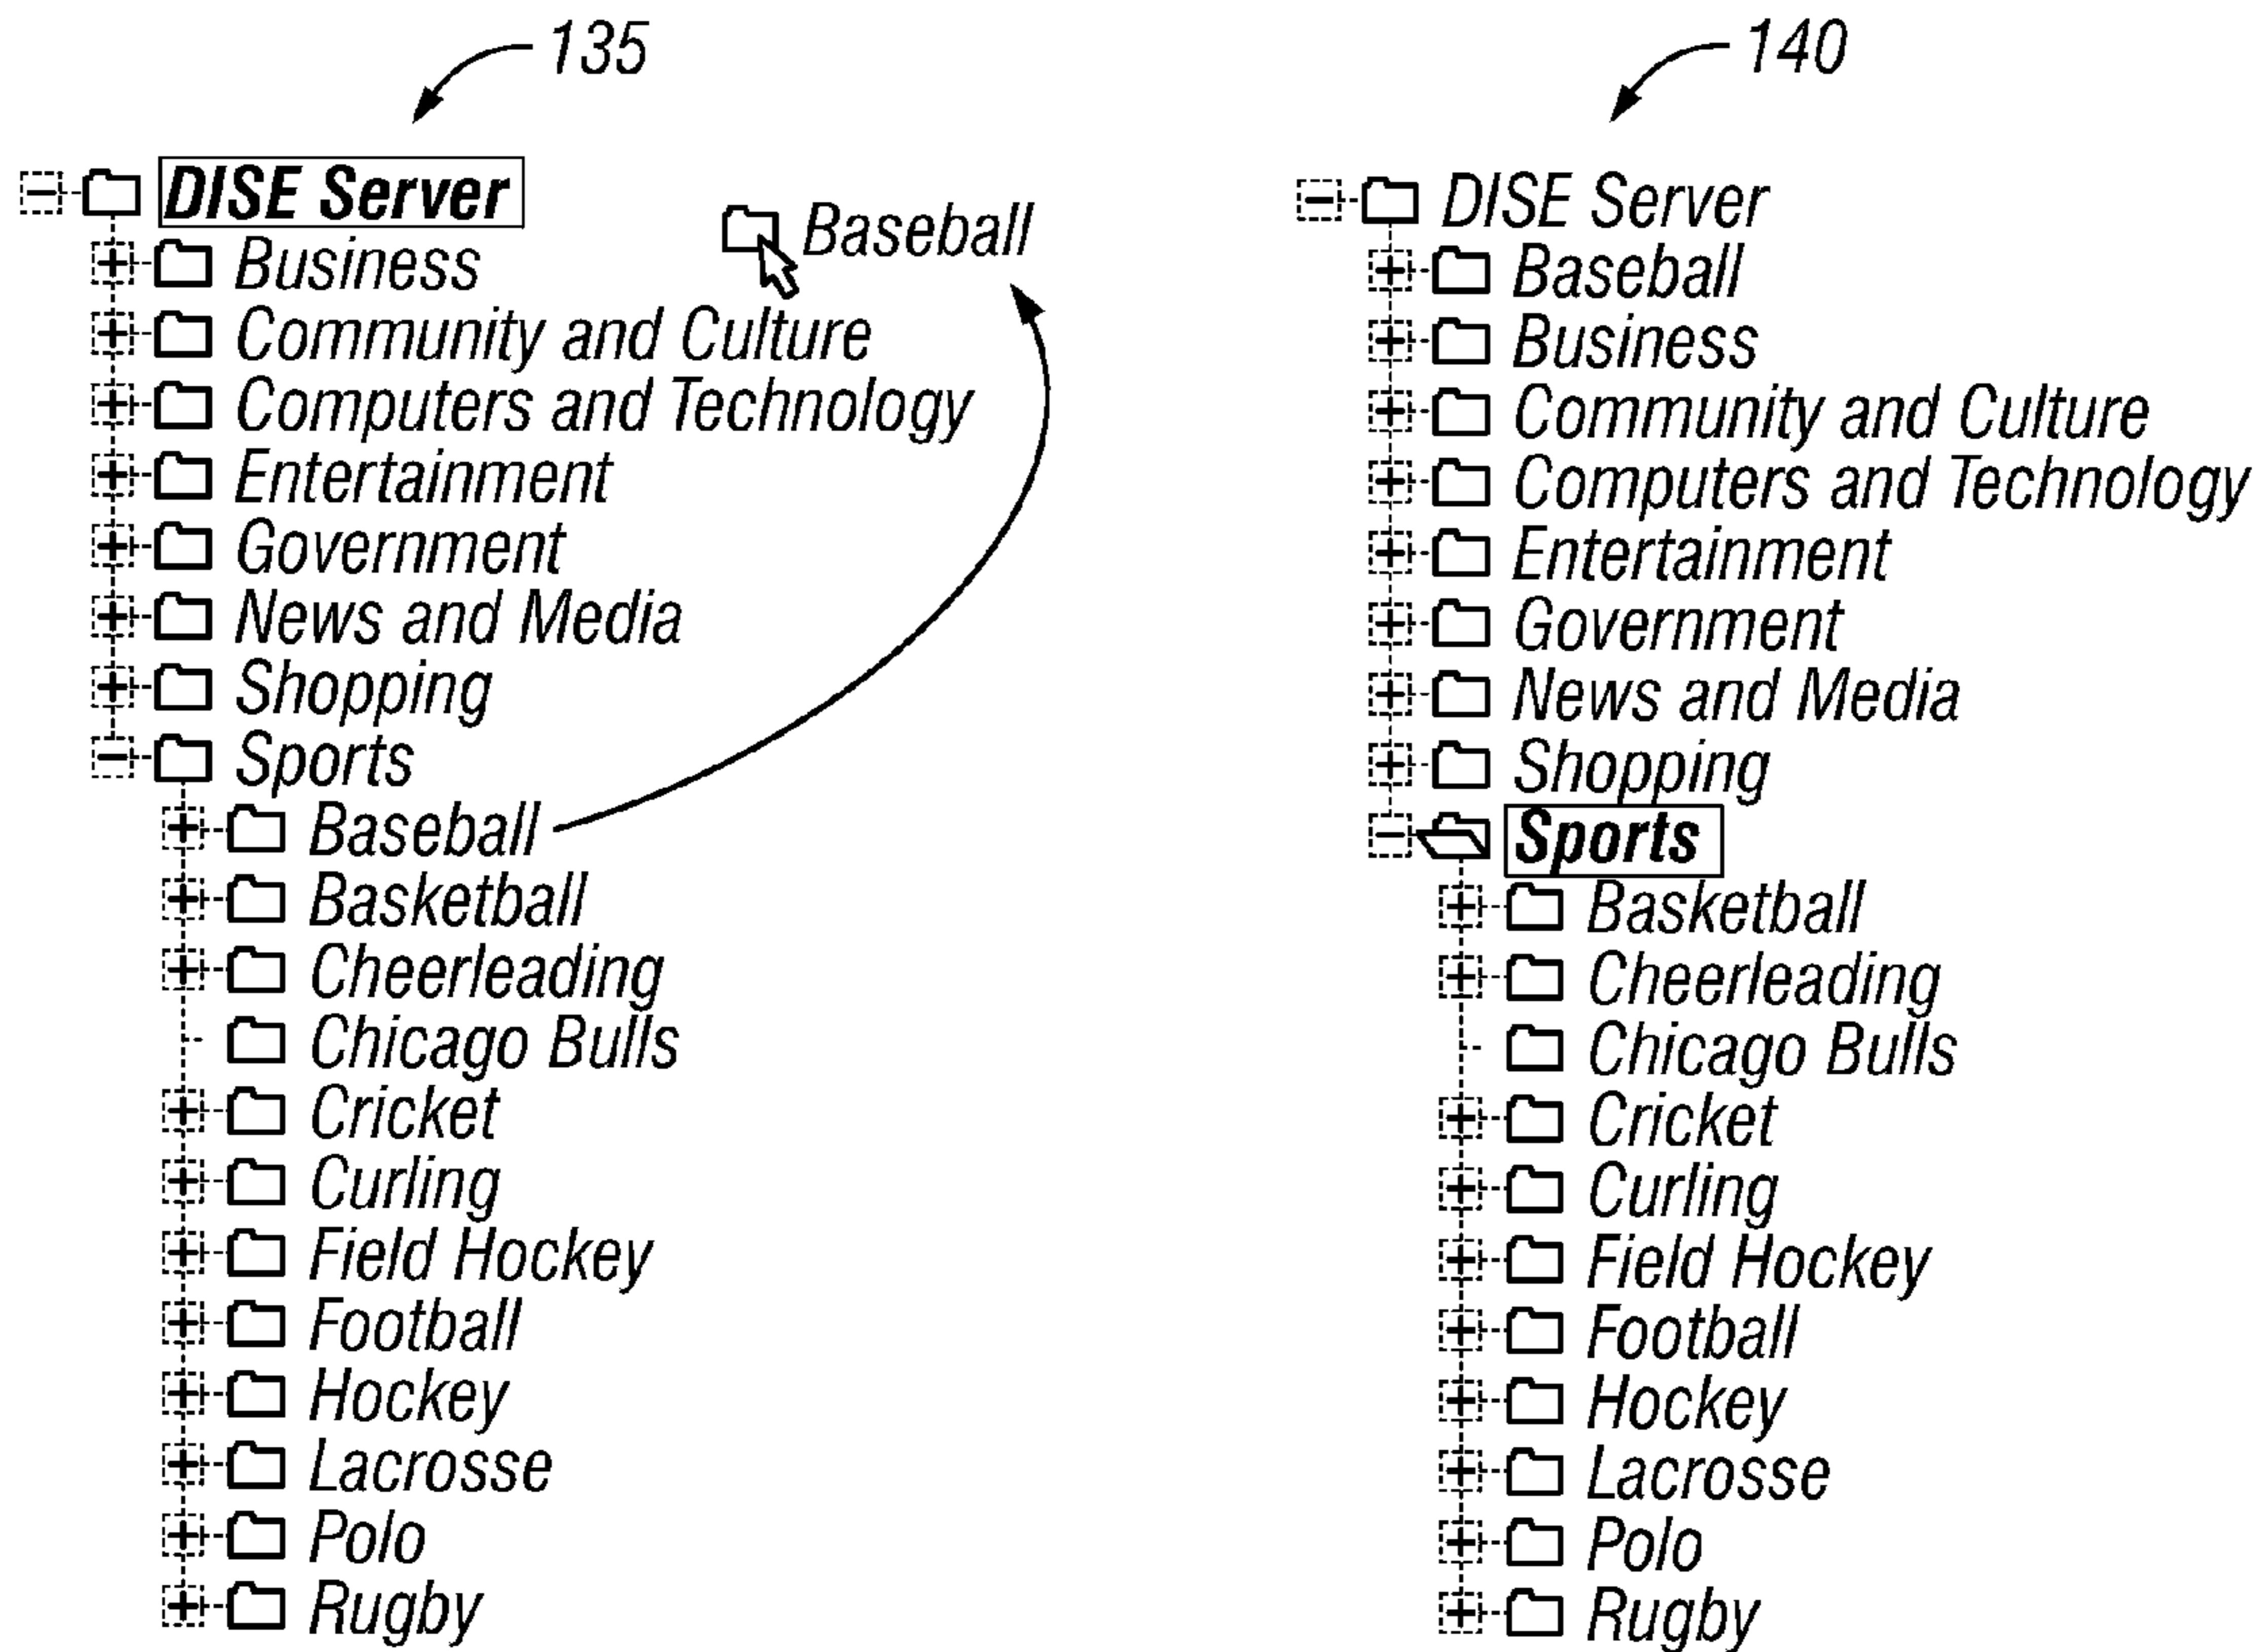 135
DISE Server
Baseball
Business
Community and Culture
Computers and Technology
Entertainment
Government
News and Media
Shopping
Sports
Baseball
Basketball
Cheerleading
Chicago Bulls
Cricket
Curling
Field Hockey
Football
Hockey
Lacrosse
Polo
Rugby
140
DISE Server
Baseball
Business
Community and Culture
Computers and Technology
Entertainment
Government
News and Media
Shopping
Sports
Basketball
Cheerleading
Chicago Bulls
Cricket
Curling
Field Hockey
Football
Hockey
Lacrosse
Polo
Rugby